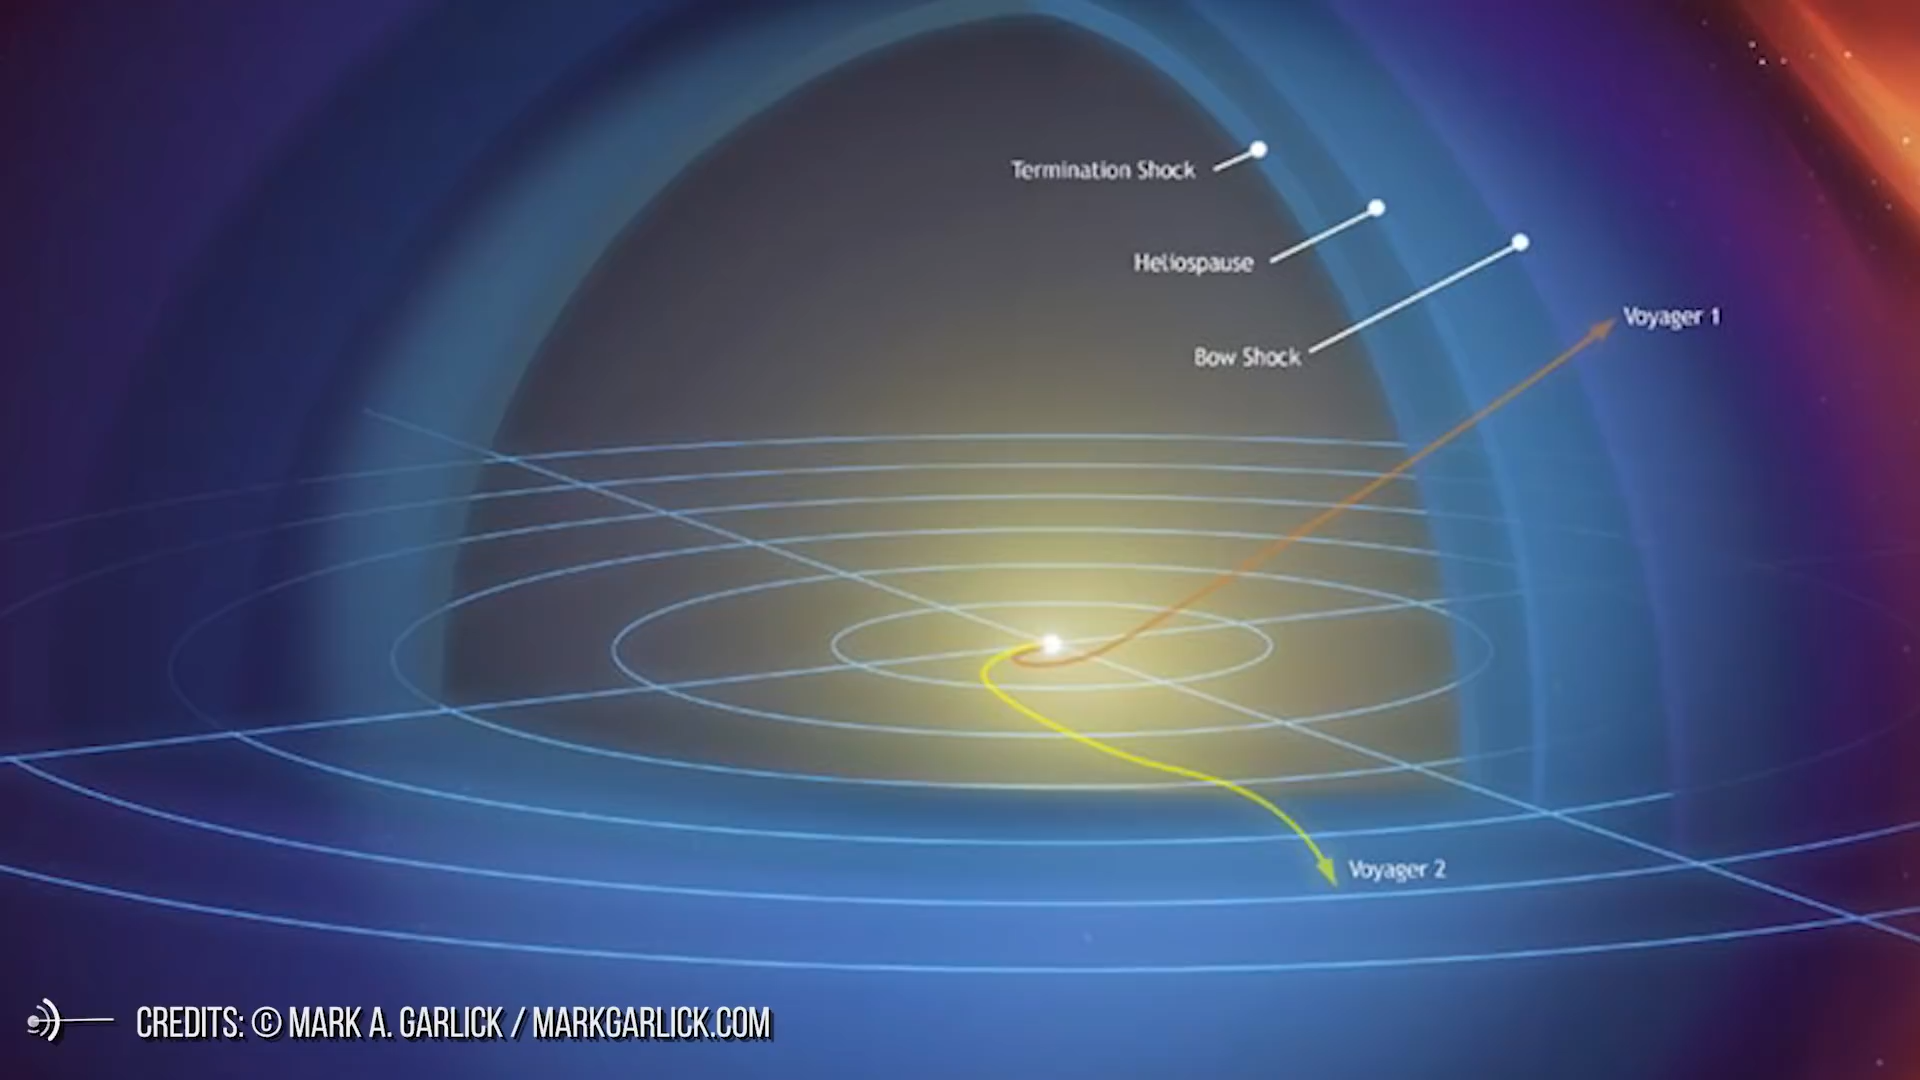 Termination Shock
Heliospause
Bow Shock
Voyager 1
Voyager 2
CREDITS: © MARK A. GARLICK / MARKGARLICK.COM